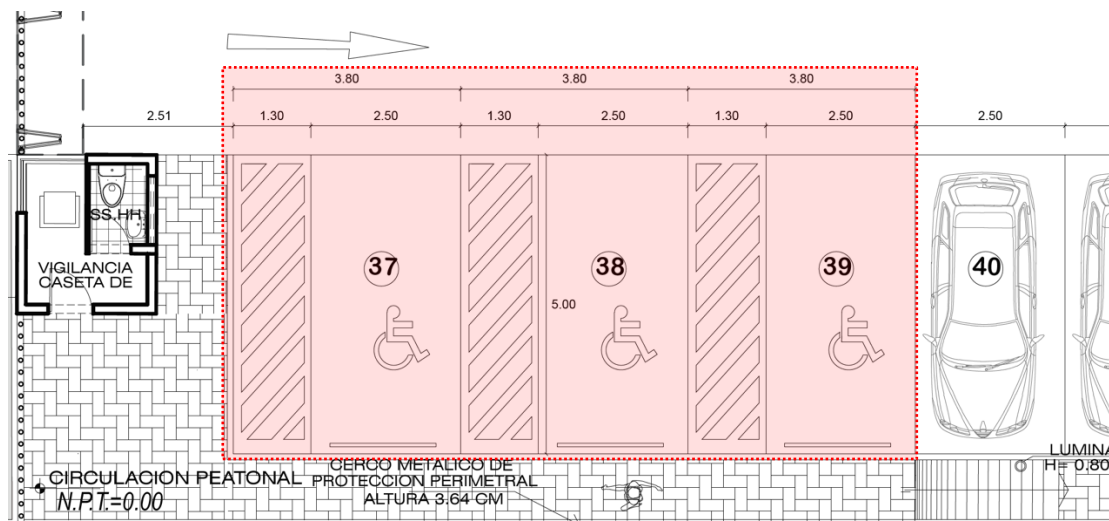 3.80 3.80 3.80
2.51 1.30 2.50 1.30 2.50 1.30 2.50 2.50
SS.HH
VIGILANCIA
CASETA DE
37 38 39 40
5.00
CIRCULACION PEATONAL
N.P.T.=0.00
CERCO METALICO DE
PROTECCION PERIMETRAL
ALTURA 3.64 CM
LUMINA
H= 0.80